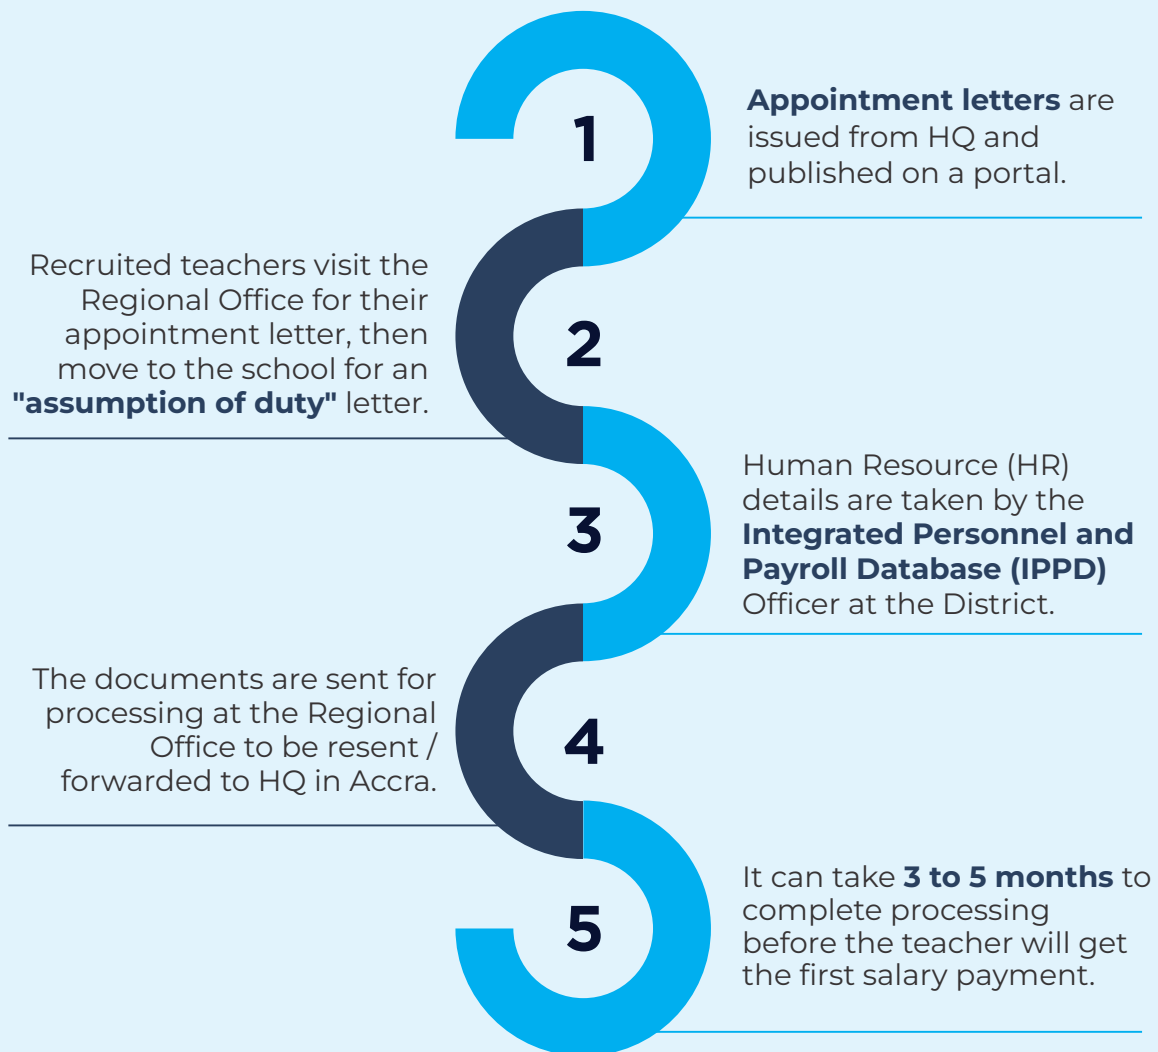 1
Appointment letters are
issued from HQ and
published on a portal.
Recruited teachers visit the
Regional Office for their
appointment letter, then
move to the school for an
"assumption of duty" letter.
2
3
Human Resource (HR)
details are taken by the
Integrated Personnel and
Payroll Database (IPPD)
Officer at the District.
The documents are sent for
processing at the Regional
Office to be resent /
forwarded to HQ in Accra.
4
5
It can take 3 to 5 months to
complete processing
before the teacher will get
the first salary payment.